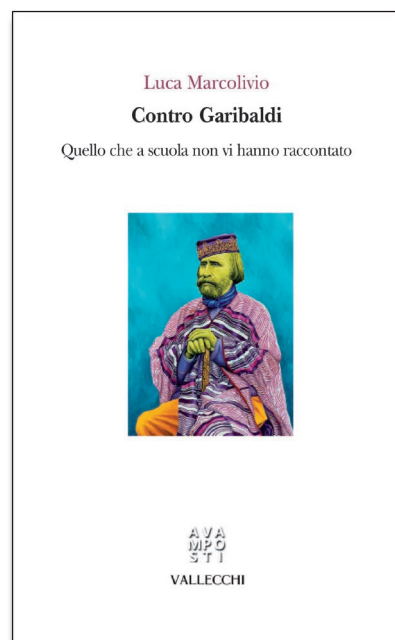 Luca Marcolivio
Contro Garibaldi
Quello che a scuola non vi hanno raccontato
AVA
MPO
STI
VALLECCHI